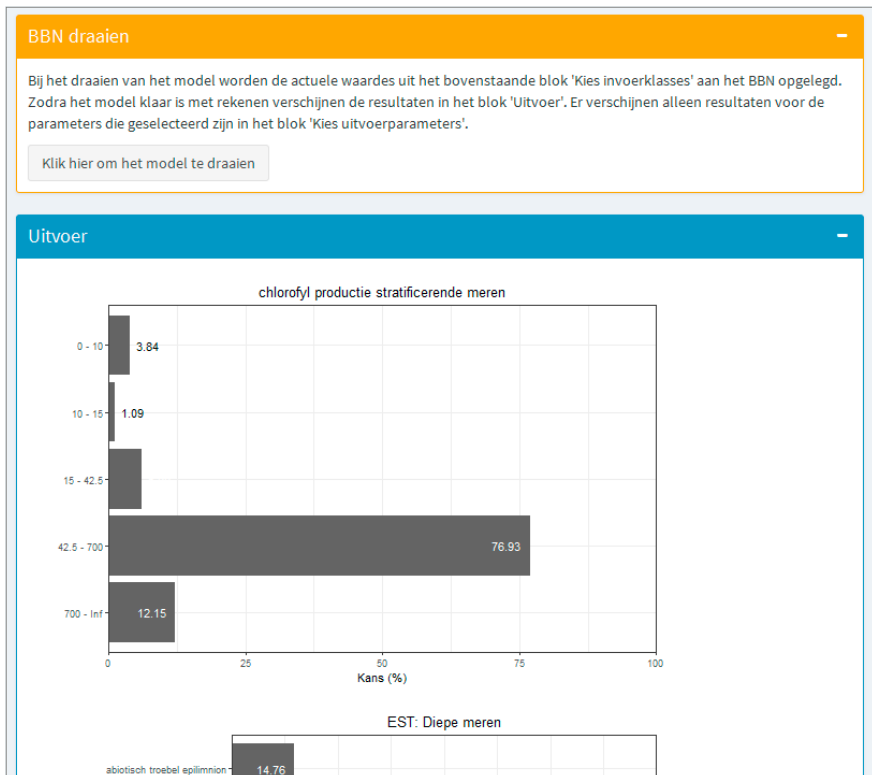 BBN draaien
Bij het draaien van het model worden de actuele waardes uit het bovenstaande blok 'Kies invoerklasses' aan het BBN opgelegd.
Zodra het model klaar is met rekenen verschijnen de resultaten in het blok 'Uitvoer'. Er verschijnen alleen resultaten voor de
parameters die geselecteerd zijn in het blok 'Kies uitvoerparameters'.
Klik hier om het model te draaien
Uitvoer
chlorofyl productie stratificerende meren
0 - 10
3.84
10 - 15
1.09
15 - 42.5
42.5 - 700
76.93
700 - Inf
12.15
0
25
50
75
100
Kans (%)
EST: Diepe meren
abiotisch troebel epilimnion
14.76